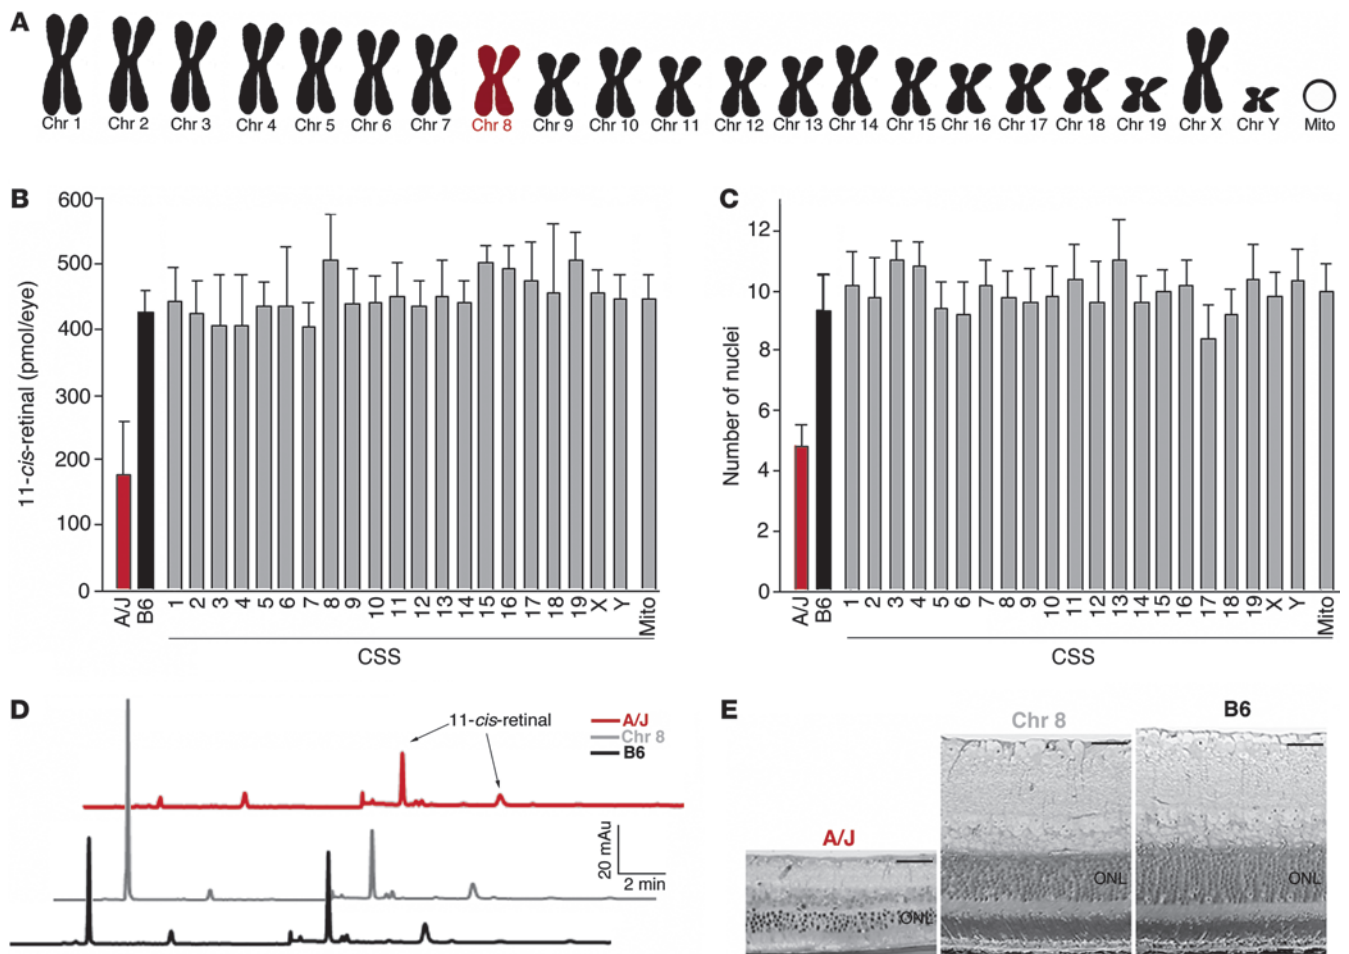 A
Chr 1 Chr 2 Chr 3 Chr 4 Chr 5 Chr 6 Chr 7 Chr 8 Chr 9 Chr 10 Chr 11 Chr 12 Chr 13 Chr 14 Chr 15 Chr 16 Chr 17 Chr 18 Chr 19 Chr X Chr Y Mito
B
11-cis-retinal (pmol/eye)
600
500
400
300
200
100
0
A/J B6 1 2 3 4 5 6 7 8 9 10 11 12 13 14 15 16 17 18 19 X Y Mito
CSS
C
Number of nuclei
12
10
8
6
4
2
0
A/J B6 1 2 3 4 5 6 7 8 9 10 11 12 13 14 15 16 17 18 19 X Y Mito
CSS
D
11-cis-retinal
A/J
Chr 8
B6
20 mAu
2 min
E
A/J
Chr 8
B6
ONL
ONL
ONL